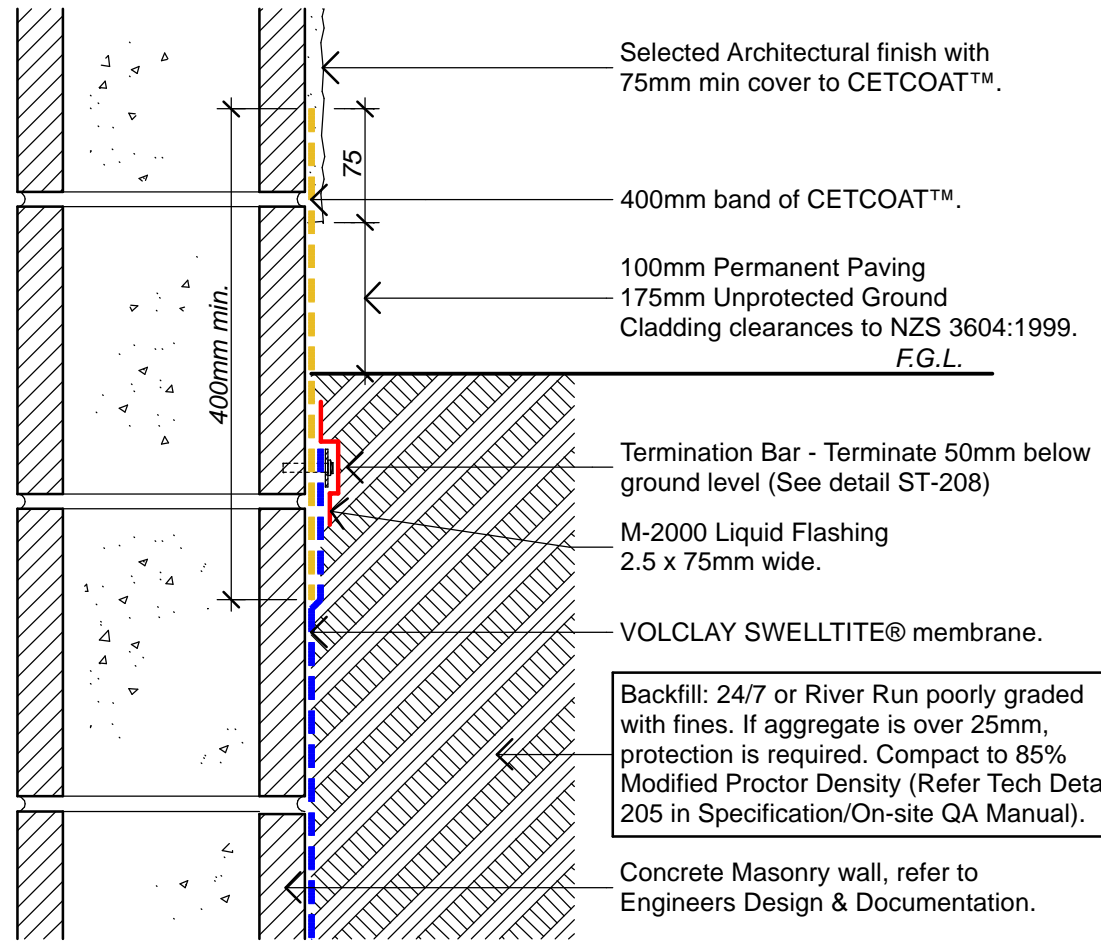 Selected Architectural finish with
75mm min cover to CETCOAT™.
75
400mm band of CETCOAT™.
400mm min.
100mm Permanent Paving
175mm Unprotected Ground
Cladding clearances to NZS 3604:1999.
F.G.L.
Termination Bar - Terminate 50mm below
ground level (See detail ST-208)
M-2000 Liquid Flashing
2.5 x 75mm wide.
VOLCLAY SWELLTITE® membrane.
Backfill: 24/7 or River Run poorly graded
with fines. If aggregate is over 25mm,
protection is required. Compact to 85%
Modified Proctor Density (Refer Tech Deta
205 in Specification/On-site QA Manual).
Concrete Masonry wall, refer to
Engineers Design & Documentation.